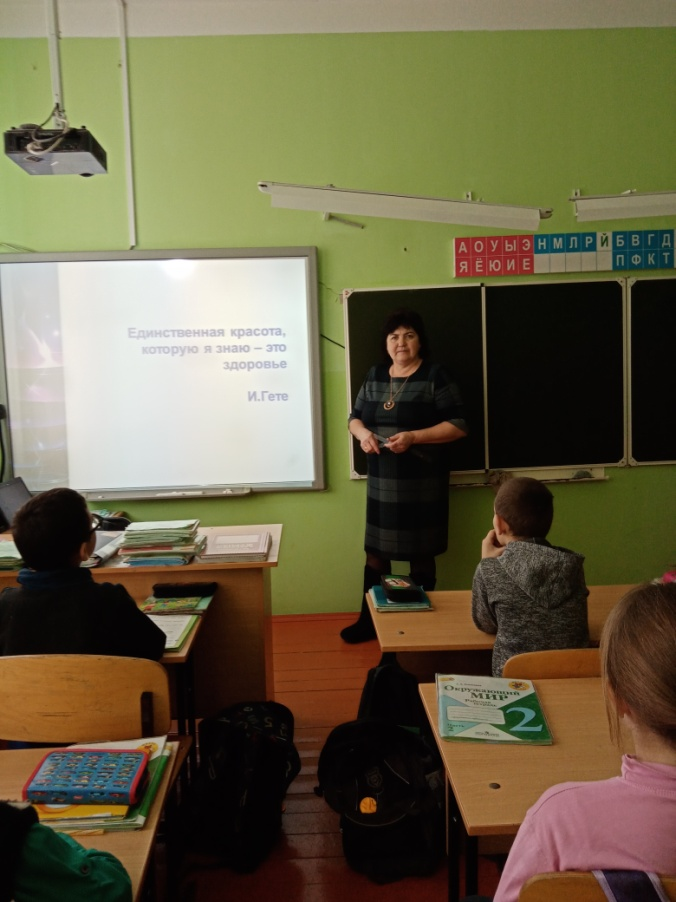 Единственная красота,
которую я знаю – это
здоровье
И.Гете
А О У Ы Э Н М Л Р Й Б В Г Д
Я Ё Ю И Е П Ф К Т
Окружающий
МИР
2